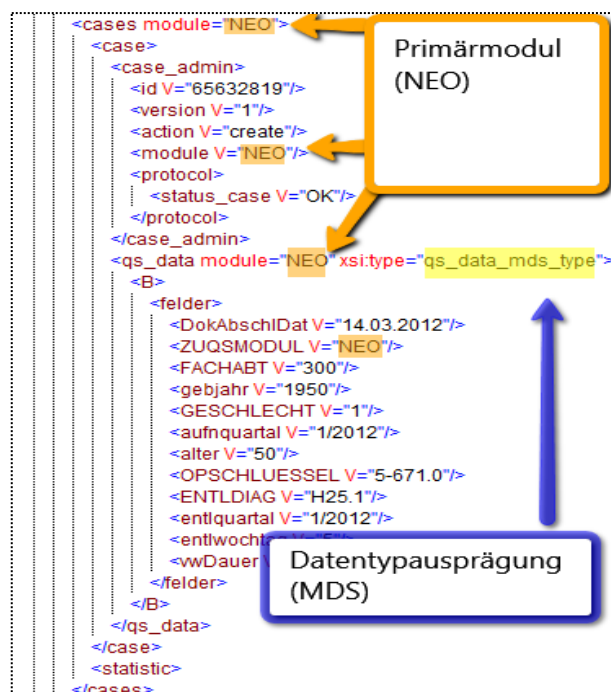 <cases module="NEO">
<case>
<case_admin>
<id V="65632819"/>
<version V="1"/>
<action V="create"/>
<module V="NEO"/>
<protocol>
<status_case V="OK"/>
</protocol>
</case_admin>
<qs_data module="NEO" xsi:type="qs_data_mds_type">
<B>
<felder>
<DokAbschlDat V="14.03.2012"/>
<ZUQSMODUL V="NEO"/>
<FACHABT V="300"/>
<gebjahr V="1950"/>
<GESCHLECHT V="1"/>
<aufnquartal V="1/2012"/>
<alter V="50"/>
<OPSCHLUESSEL V="5-671.0"/>
<ENTLDIAG V="H25.1"/>
<entlquartal V="1/2012"/>
<entlwochtag
<vwDauer
</felder>
</B>
</qs_data>
</case>
<statistic>
</cases>
Primärmodul
(NEO)
Datentypausprägung
(MDS)